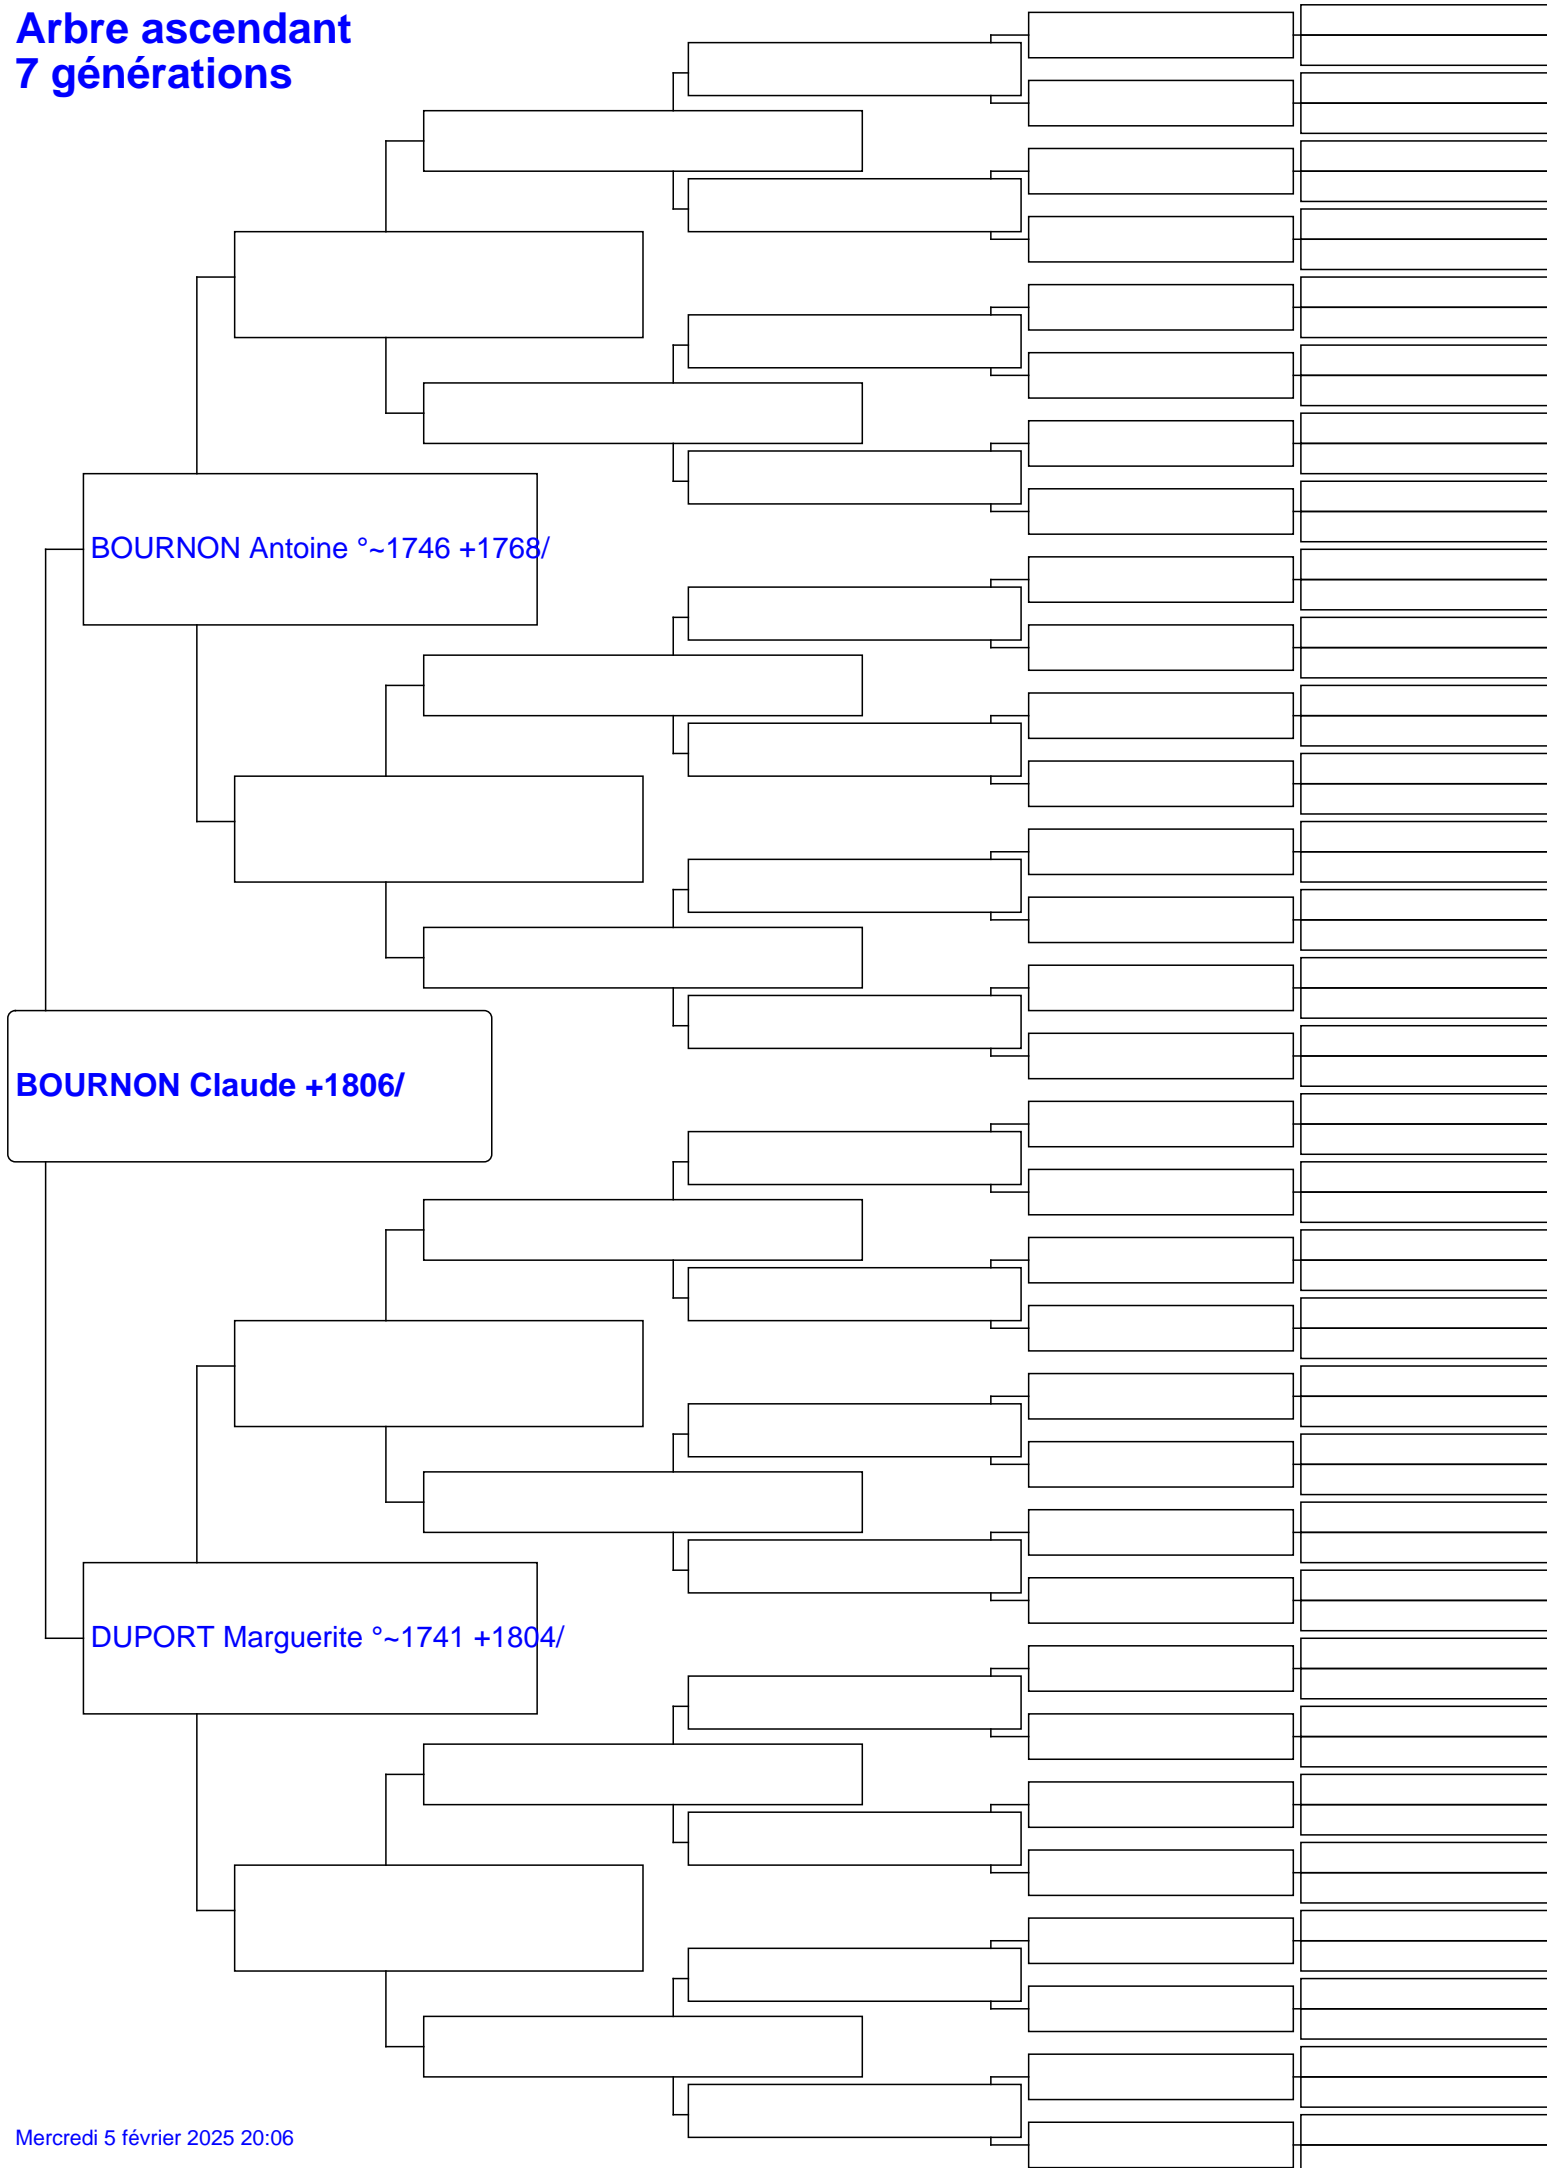 Arbre ascendant
7 générations
BOURNON Antoine °~1746 +1768/
BOURNON Claude +1806/
DUPORT Marguerite °~1741 +1804/
Mercredi 5 février 2025 20:06